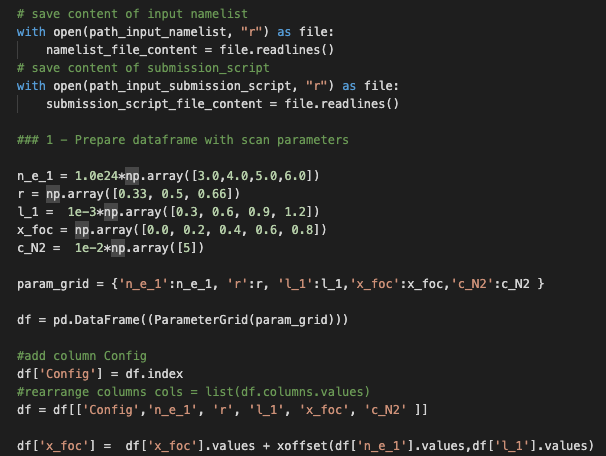 # save content of input namelist
with open(path_input_namelist, "r") as file:
    namelist_file_content = file.readlines()
# save content of submission_script
with open(path_input_submission_script, "r") as file:
    submission_script_file_content = file.readlines()
### 1 - Prepare dataframe with scan parameters
n_e_1 = 1.0e24*np.array([3.0,4.0,5.0,6.0])
r = np.array([0.33, 0.5, 0.66])
l_1 =  1e-3*np.array([0.3, 0.6, 0.9, 1.2])
x_foc = np.array([0.0, 0.2, 0.4, 0.6, 0.8])
c_N2 =  1e-2*np.array([5])
param_grid = {'n_e_1':n_e_1, 'r':r, 'l_1':l_1,'x_foc':x_foc,'c_N2':c_N2 }
df = pd.DataFrame((ParameterGrid(param_grid)))
#add column Config
df['Config'] = df.index
#rearrange columns cols = list(df.columns.values)
df = df[['Config','n_e_1', 'r', 'l_1', 'x_foc', 'c_N2' ]]
df['x_foc'] =  df['x_foc'].values + xoffset(df['n_e_1'].values,df['l_1'].values)